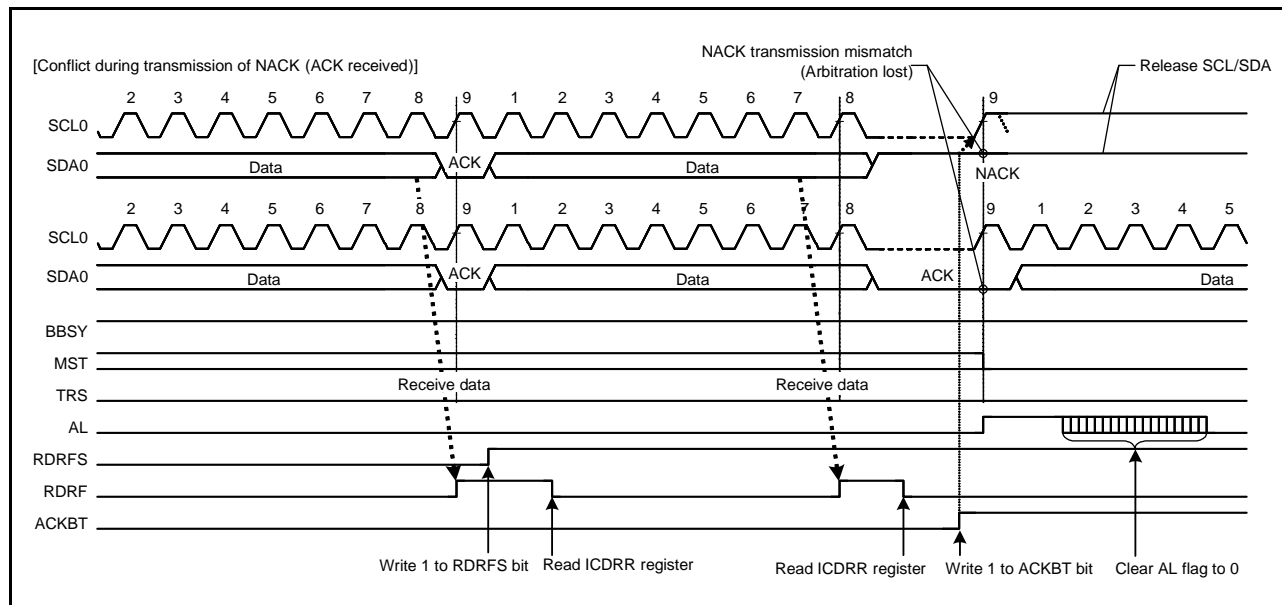 NACK transmission mismatch
(Arbitration lost)
[Conflict during transmission of NACK (ACK received)]
Release SCL/SDA
2 3 4 5 6 7 8 9 1 2 3 4 5 6 7 8 9
SCL0
SDA0 Data ACK Data NACK
2 3 4 5 6 7 8 9 1 2 3 4 5 6 7 8 9 1 2 3 4 5
SCL0
SDA0 Data ACK Data ACK Data
BBSY
MST
Receive data Receive data
TRS
AL
RDRFS
RDRF
ACKBT
Write 1 to RDRFS bit Read ICDRR register Read ICDRR register Write 1 to ACKBT bit Clear AL flag to 0